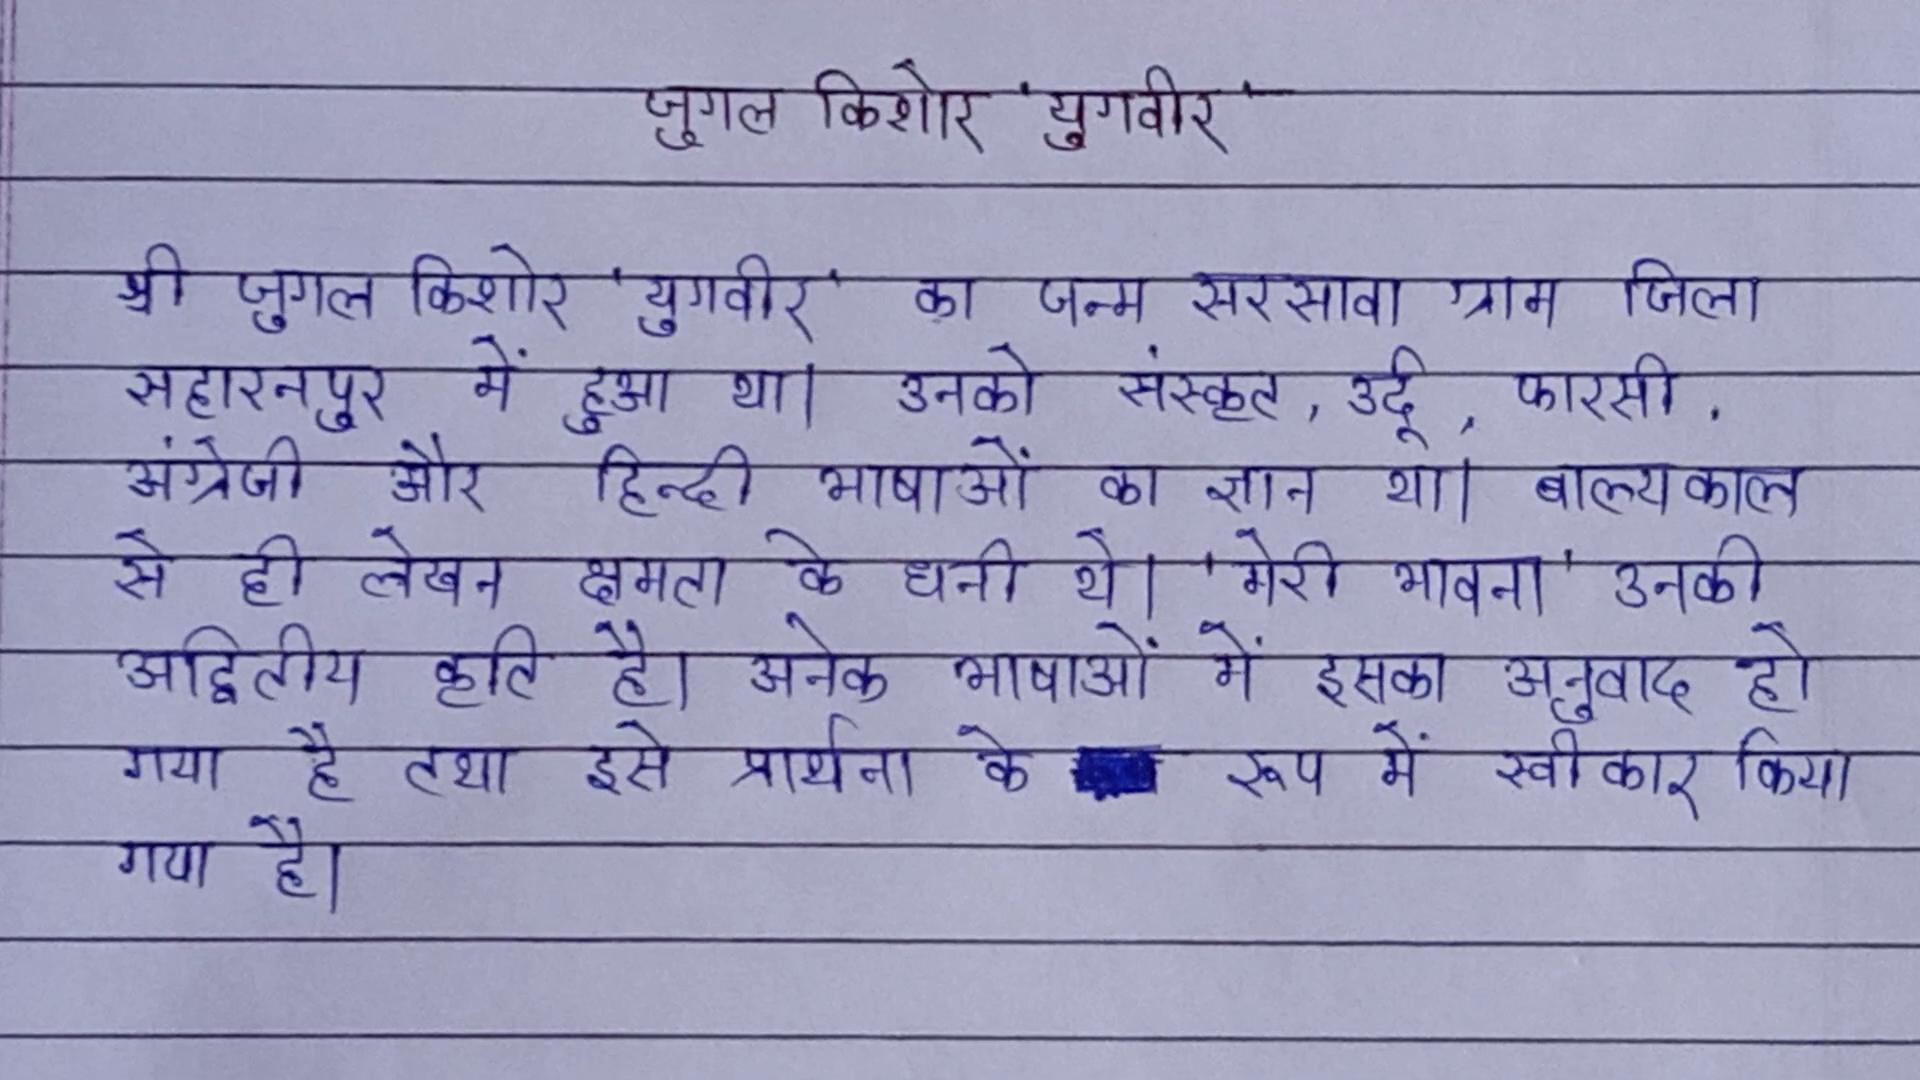 जुगल किशोर 'युगवीर'
श्री जुगल किशोर 'युगवीर' का जन्म सरसावा ग्राम जिला
सहारनपुर में हुआ था। उनको संस्कृत, उर्दू, फारसी,
अंग्रेजी और हिन्दी भाषाओं का ज्ञान था। बाल्यकाल
से ही लेखन क्षमता के धनी थे। 'मेरी भावना' उनकी
अद्वितीय कृति है। अनेक भाषाओं में इसका अनुवाद हो
गया है तथा इसे प्रार्थना के रूप में स्वीकार किया
गया है।